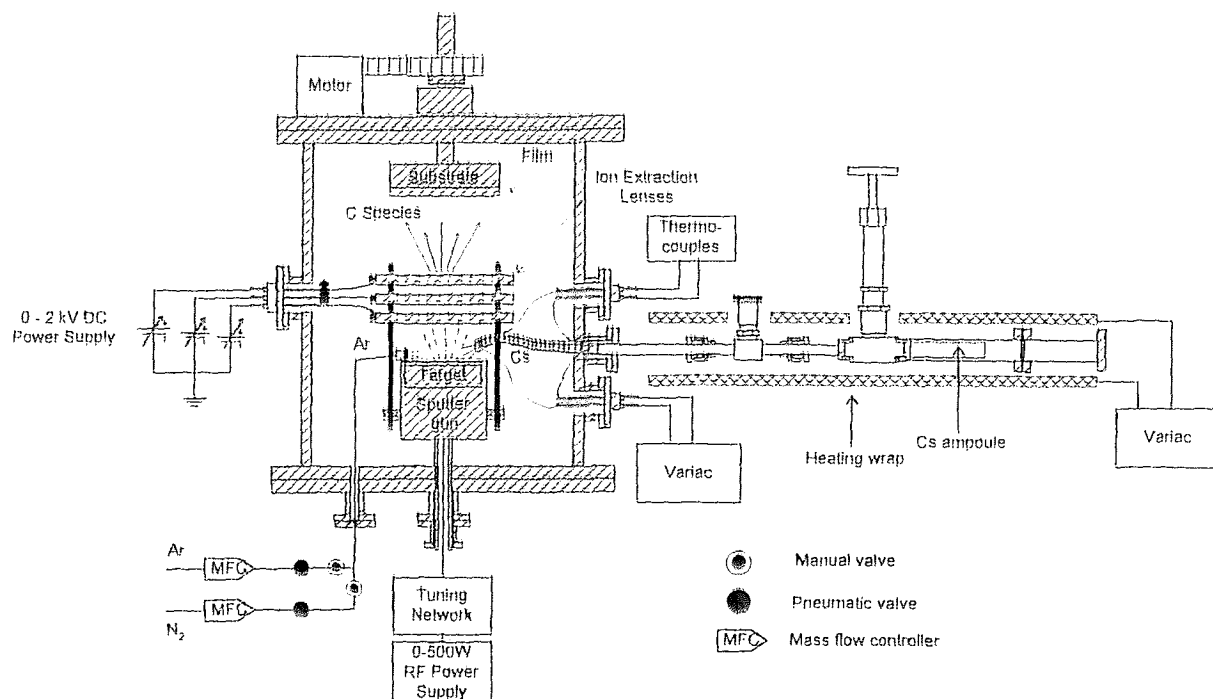 Motor
Film
Substrate
Ion Extraction
Lenses
C Species
Thermo-
couples
0 - 2 kV DC
Power Supply
Ar
Cs
Target
Sputter
gun
Variac
Heating wrap
Cs ampoule
Variac
Ar
MFC
MFC
N₂
Tuning
Network
0-500W
RF Power
Supply
Manual valve
Pneumatic valve
MFC
Mass flow controller